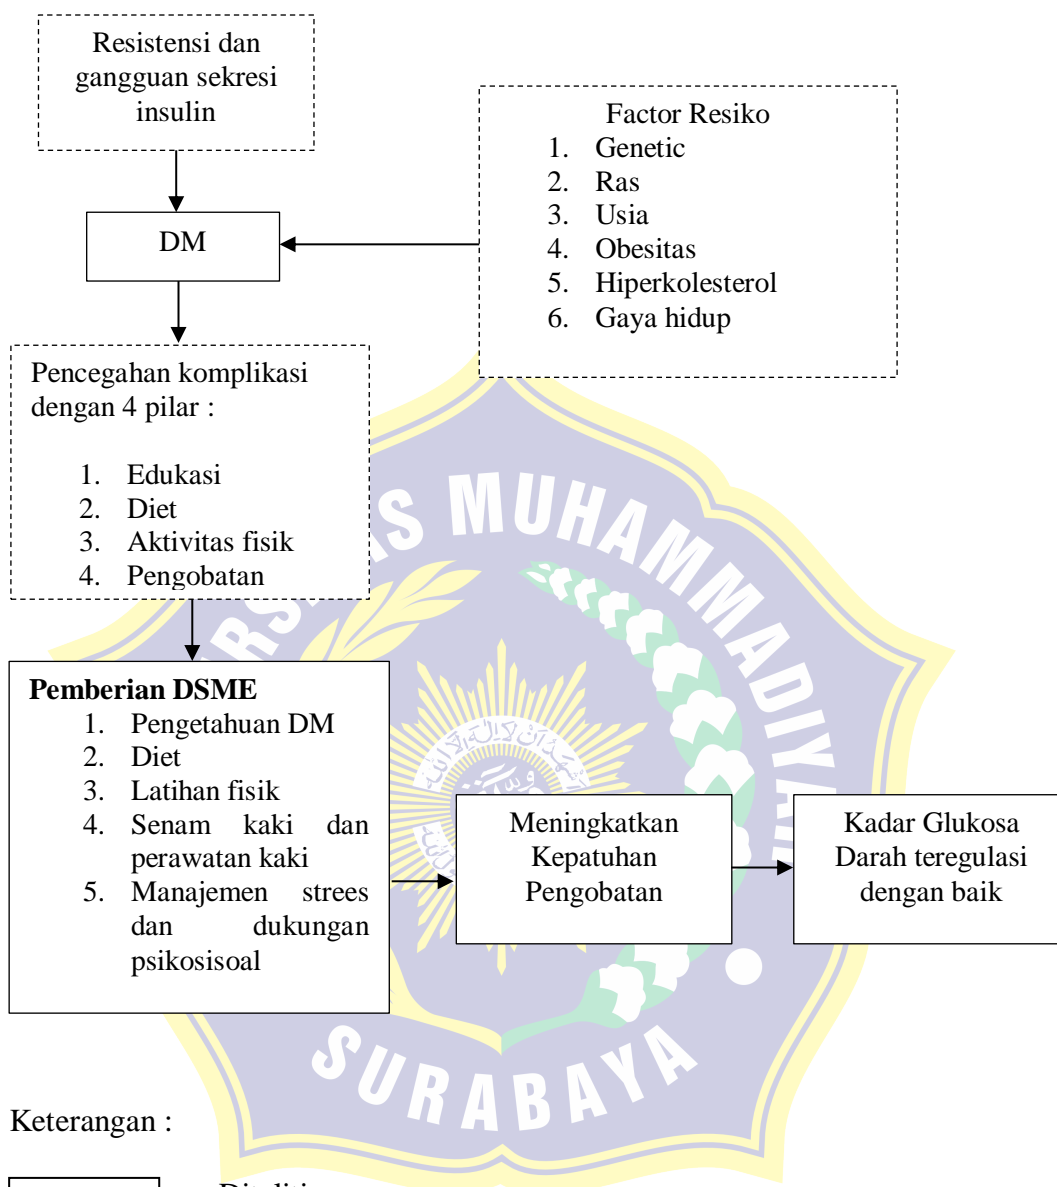 Resistensi dan
gangguan sekresi
insulin
Factor Resiko
1. Genetic
2. Ras
3. Usia
4. Obesitas
5. Hiperkolesterol
6. Gaya hidup
DM
Pencegahan komplikasi
dengan 4 pilar :
1. Edukasi
2. Diet
3. Aktivitas fisik
4. Pengobatan
Pemberian DSME
1. Pengetahuan DM
2. Diet
3. Latihan fisik
4. Senam kaki dan
perawatan kaki
5. Manajemen strees
dan dukungan
psikosisoal
Meningkatkan
Kepatuhan
Pengobatan
Kadar Glukosa
Darah teregulasi
dengan baik
MUHAMMADIYAH
SURABAYA
Keterangan :